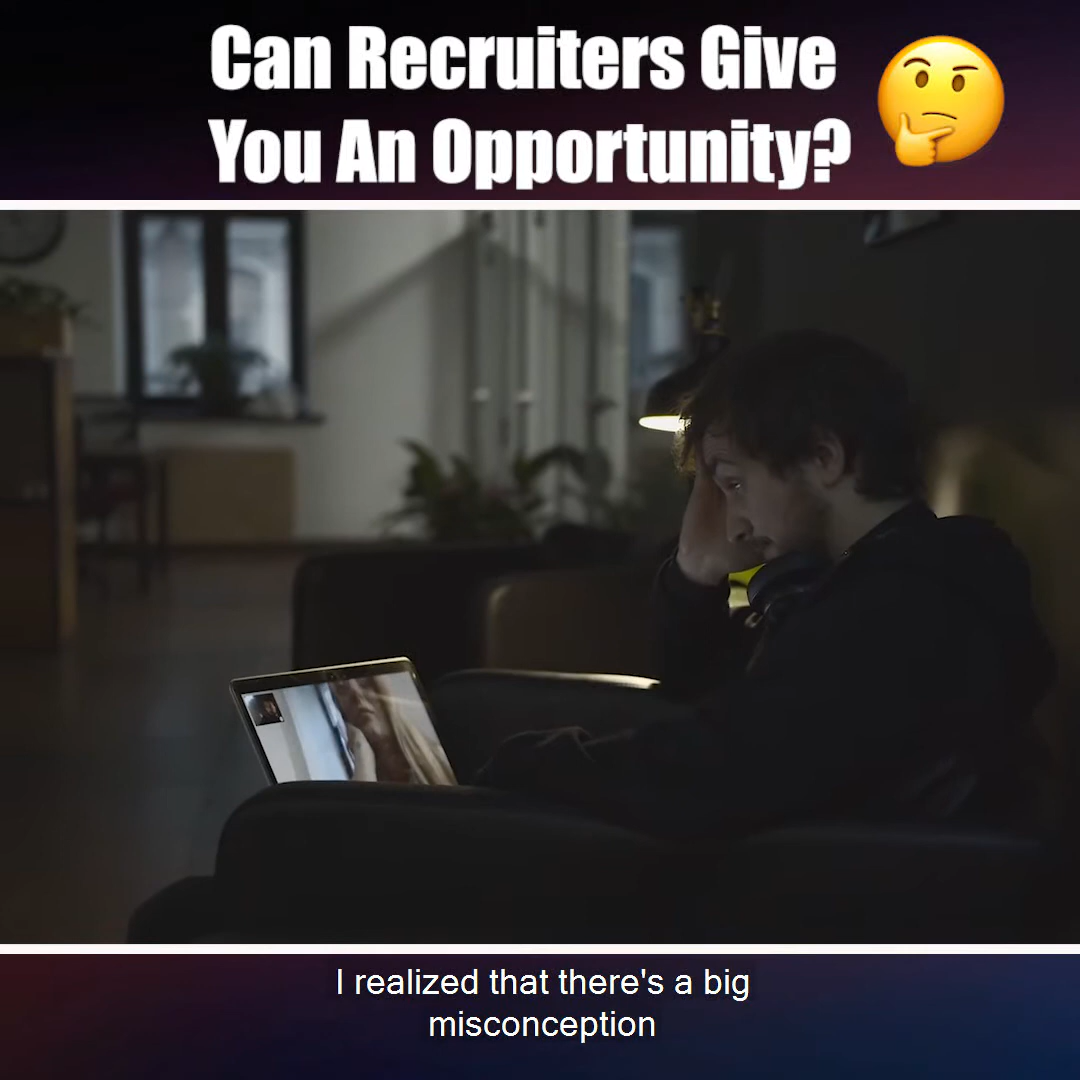 Can Recruiters Give
You An Opportunity?
I realized that there's a big
misconception